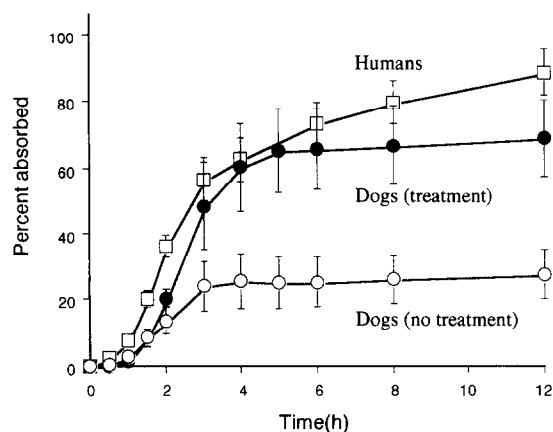 100
80
60
40
20
0
Percent absorbed
Humans
Dogs (treatment)
Dogs (no treatment)
0 2 4 6 8 10 12
Time(h)